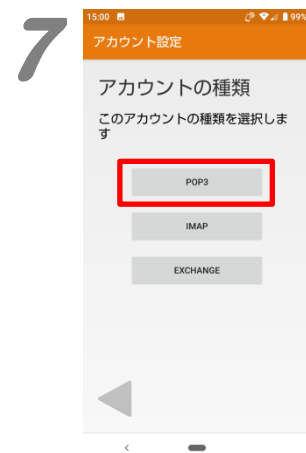 7
15:00 99%
アカウント設定
アカウントの種類
このアカウントの種類を選択しま
す
POP3
IMAP
EXCHANGE